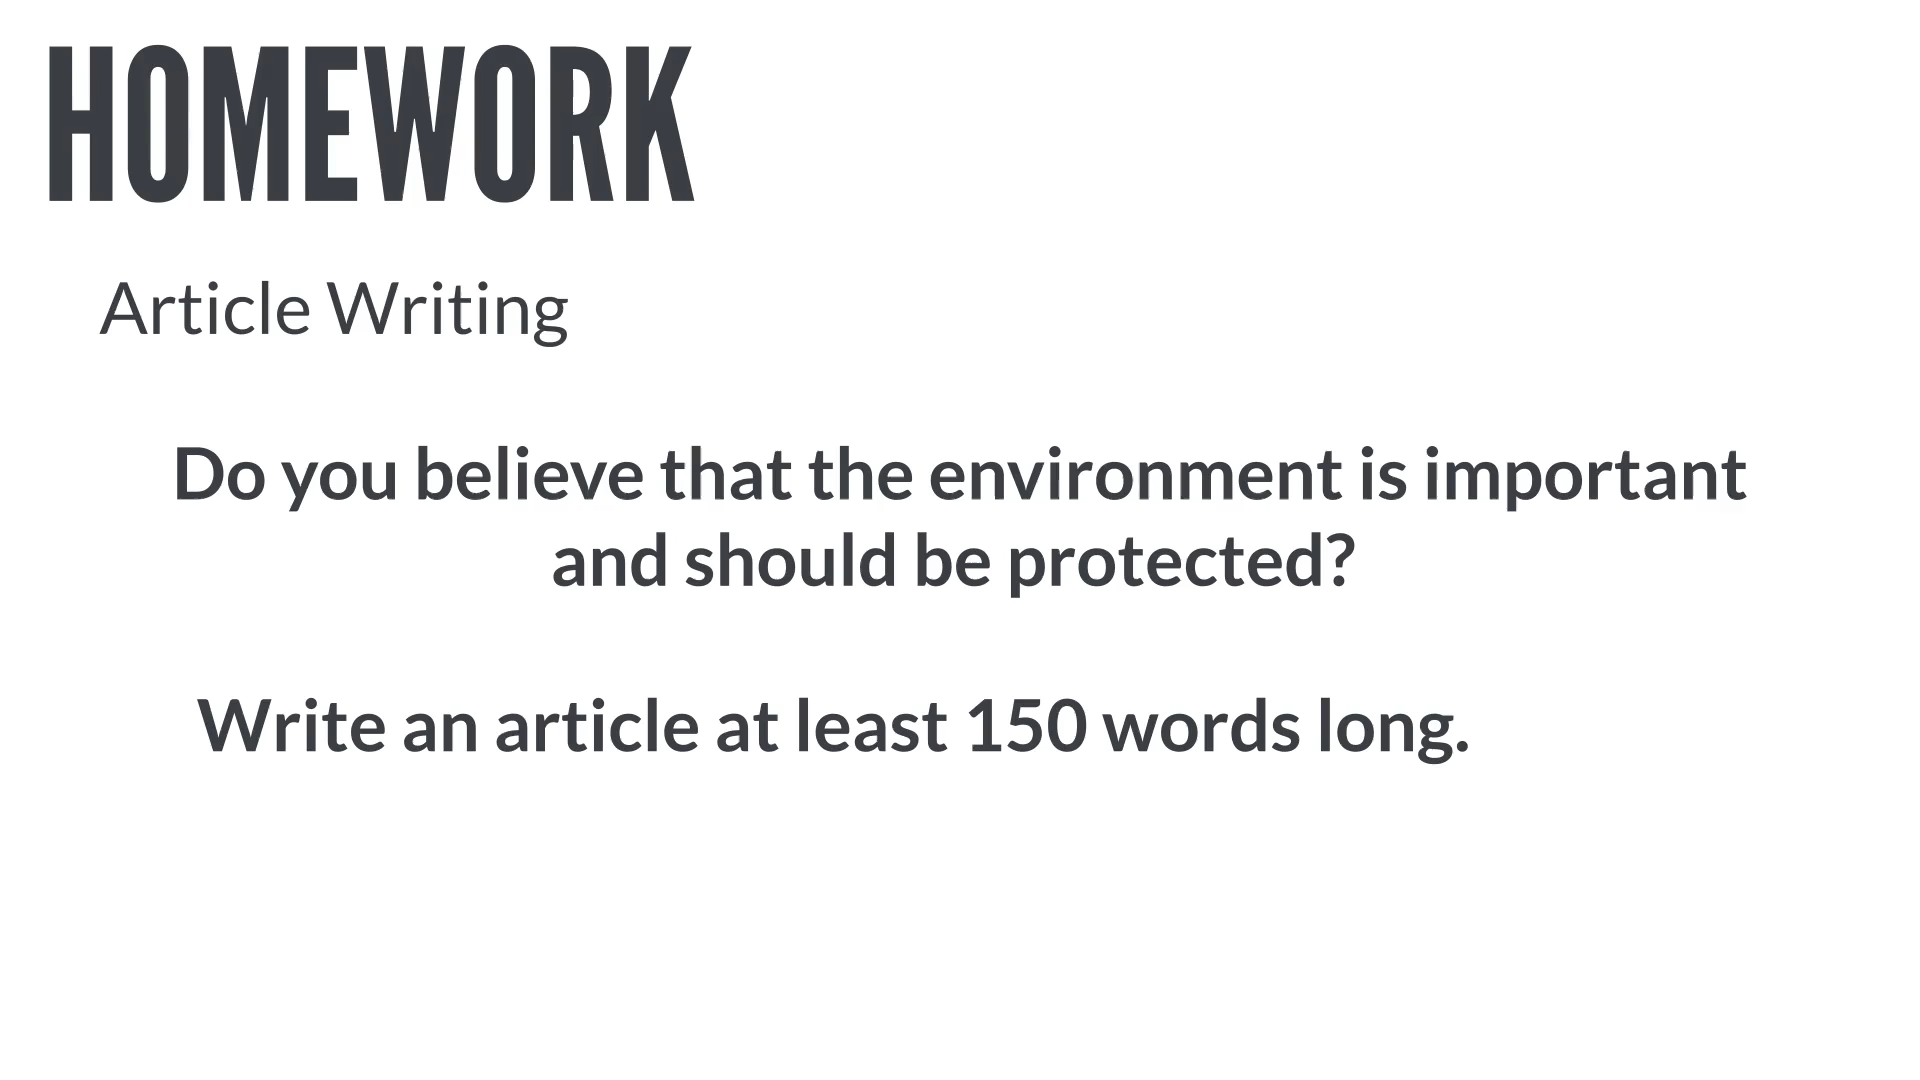 HOMEWORK
Article Writing
Do you believe that the environment is important
and should be protected?
Write an article at least 150 words long.